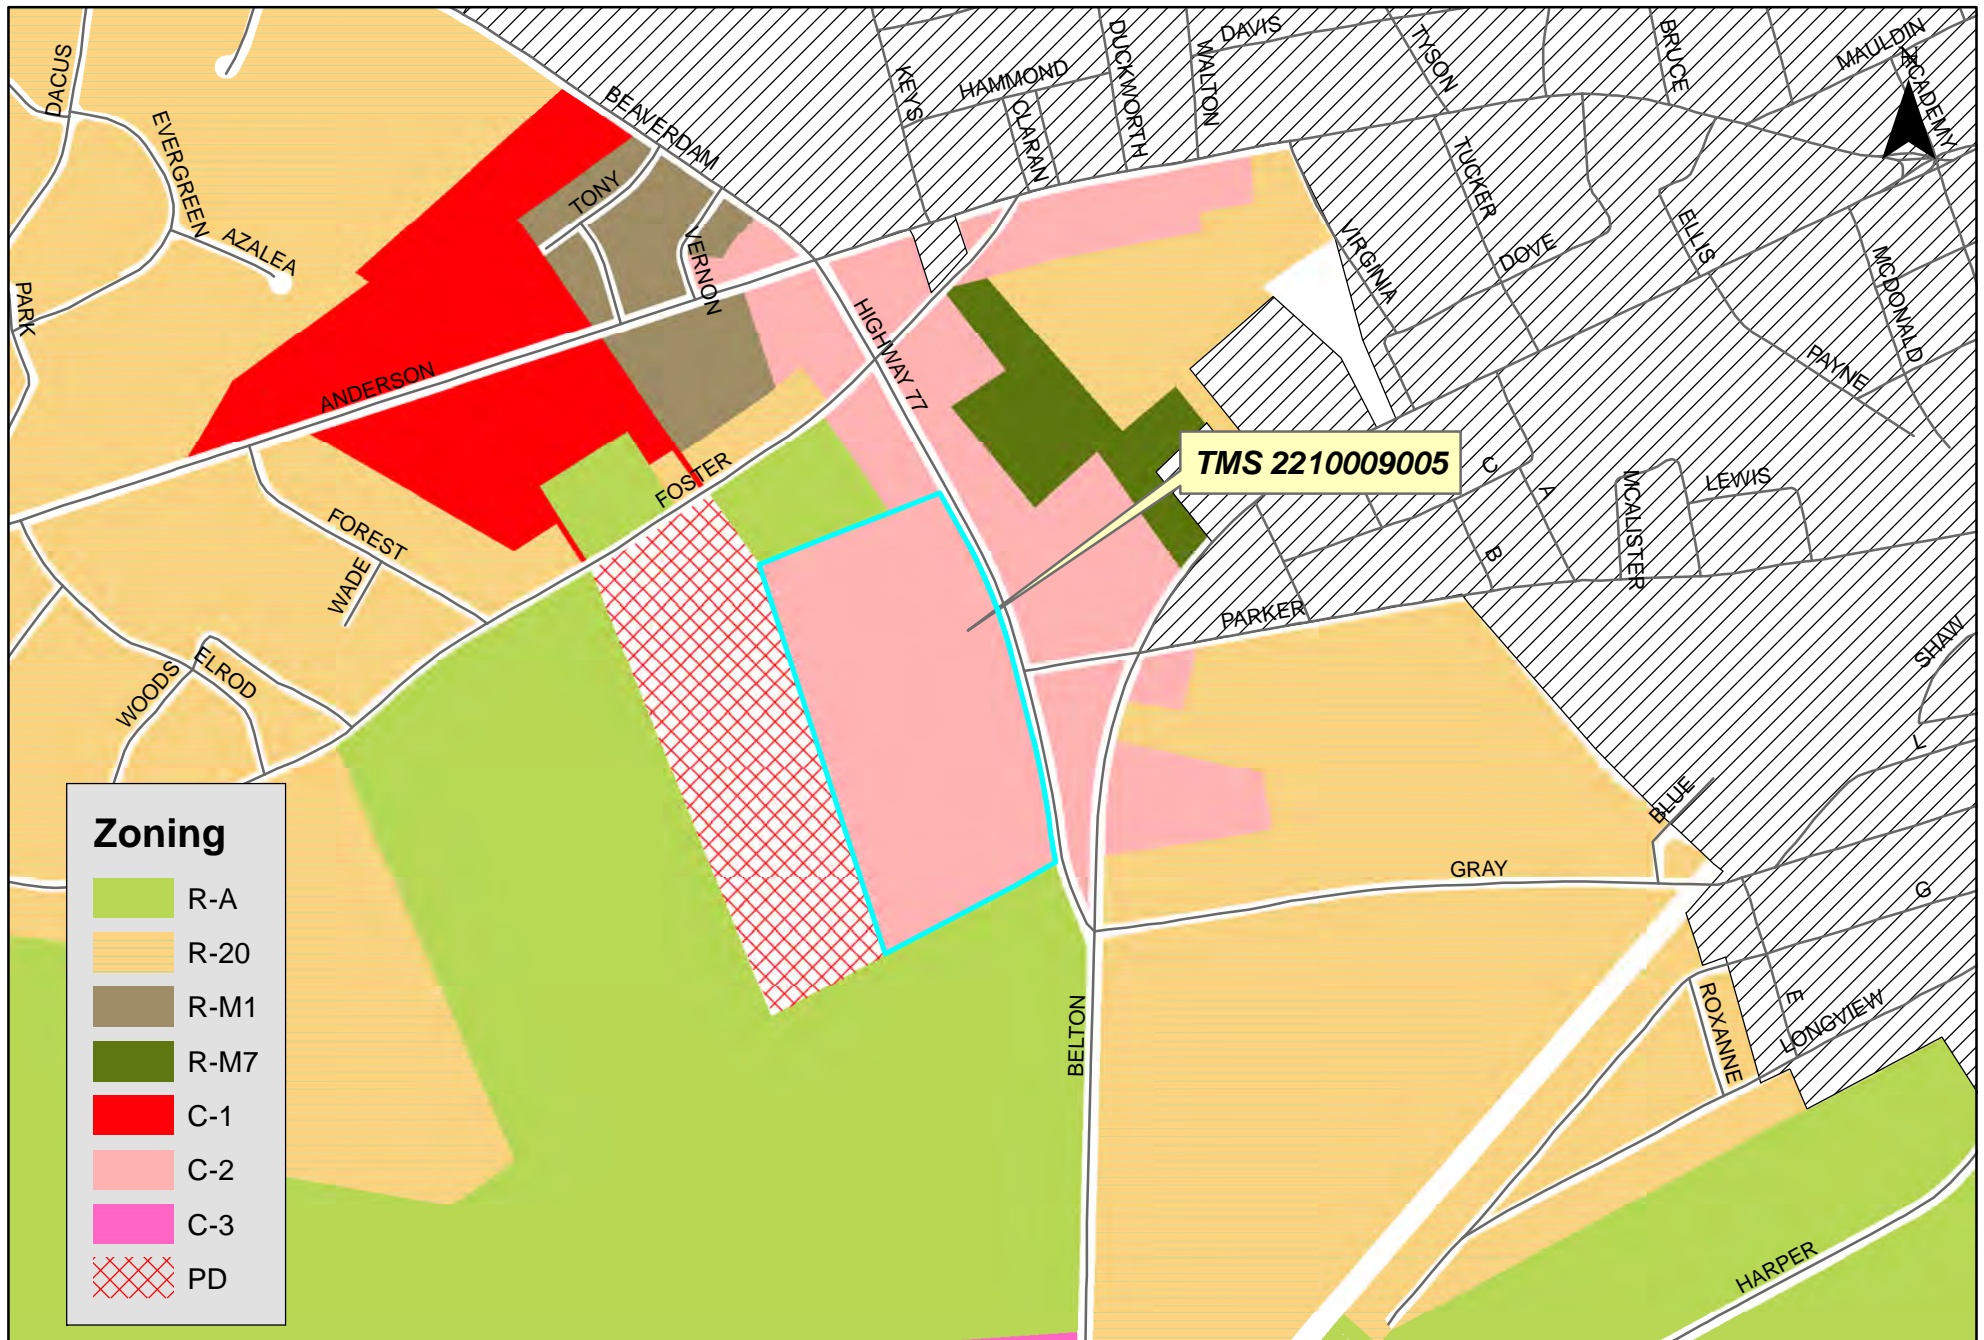 DACUS
EVERGREEN
AZALEA
PARK
BEAVERDAM
TONY
VERNON
ANDERSON
KEYS
HAMMOND
CLARAN
DUCKWORTH
WALTON
DAVIS
TYSON
BRUCE
MAULDIN
ACADEMY
TUCKER
VIRGINIA
DOVE
ELLIS
MCDONALD
PAYNE
HIGHWAY 77
TMS 2210009005
FOSTER
FOREST
WADE
WOODS
ELROD
C
A
B
MCALISTER
LEWIS
PARKER
SHAW
L
BLUE
GRAY
G
E
ROXANNE
LONGVIEW
BELTON
HARPER
Zoning
R-A
R-20
R-M1
R-M7
C-1
C-2
C-3
PD